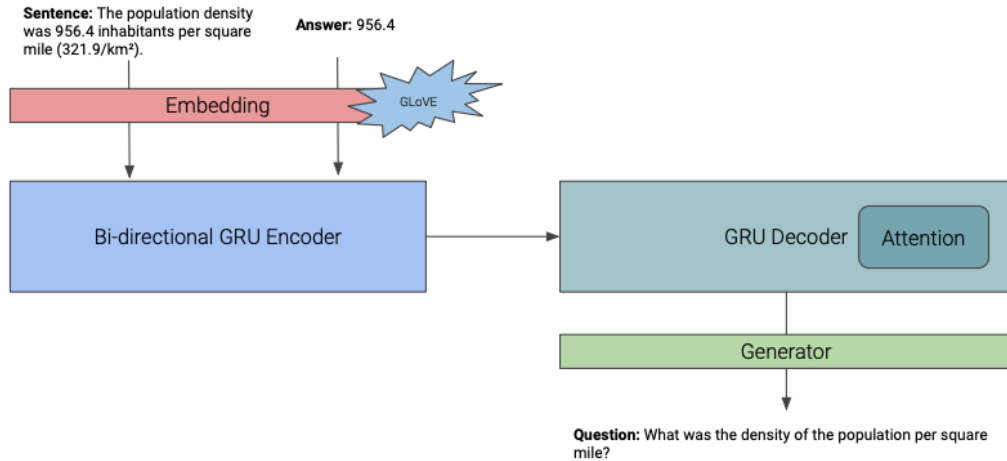 Sentence: The population density
was 956.4 inhabitants per square
mile (321.9/km²).
Answer: 956.4
Embedding
GLoVE
Bi-directional GRU Encoder
GRU Decoder
Attention
Generator
Question: What was the density of the population per square
mile?